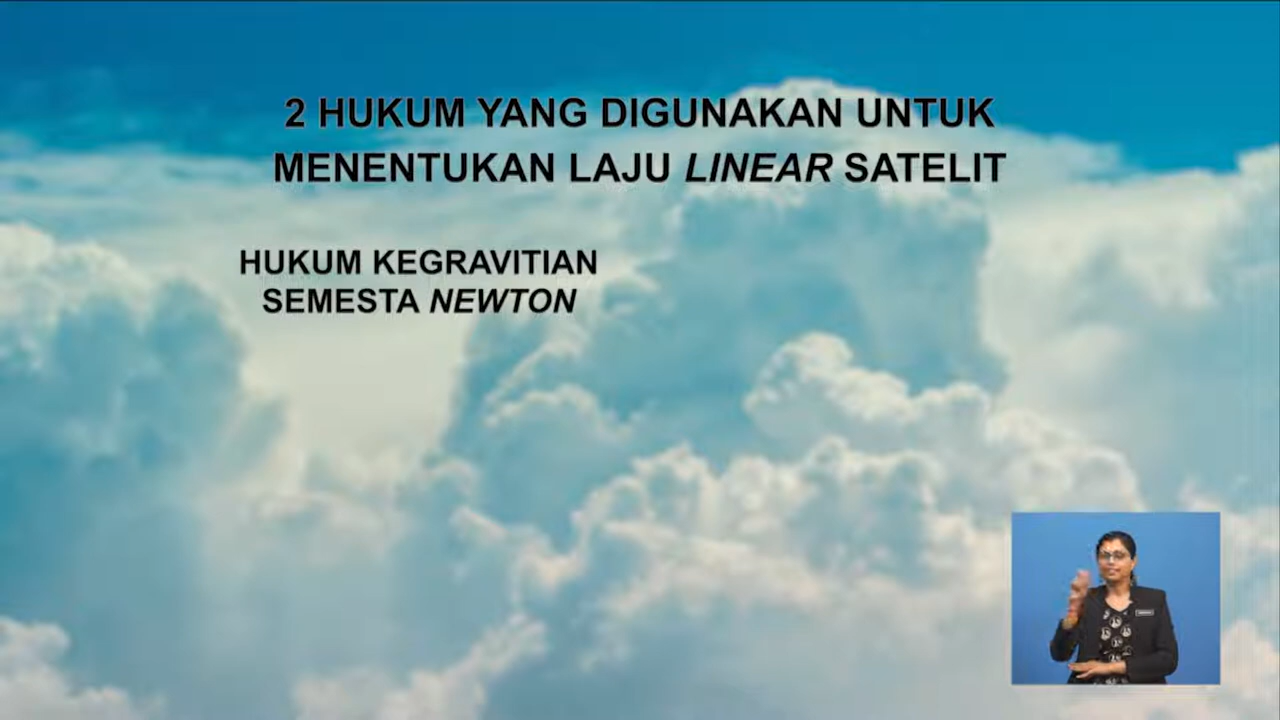 2 HUKUM YANG DIGUNAKAN UNTUK
MENENTUKAN LAJU LINEAR SATELIT
HUKUM KEGRAVITIAN
SEMESTA NEWTON